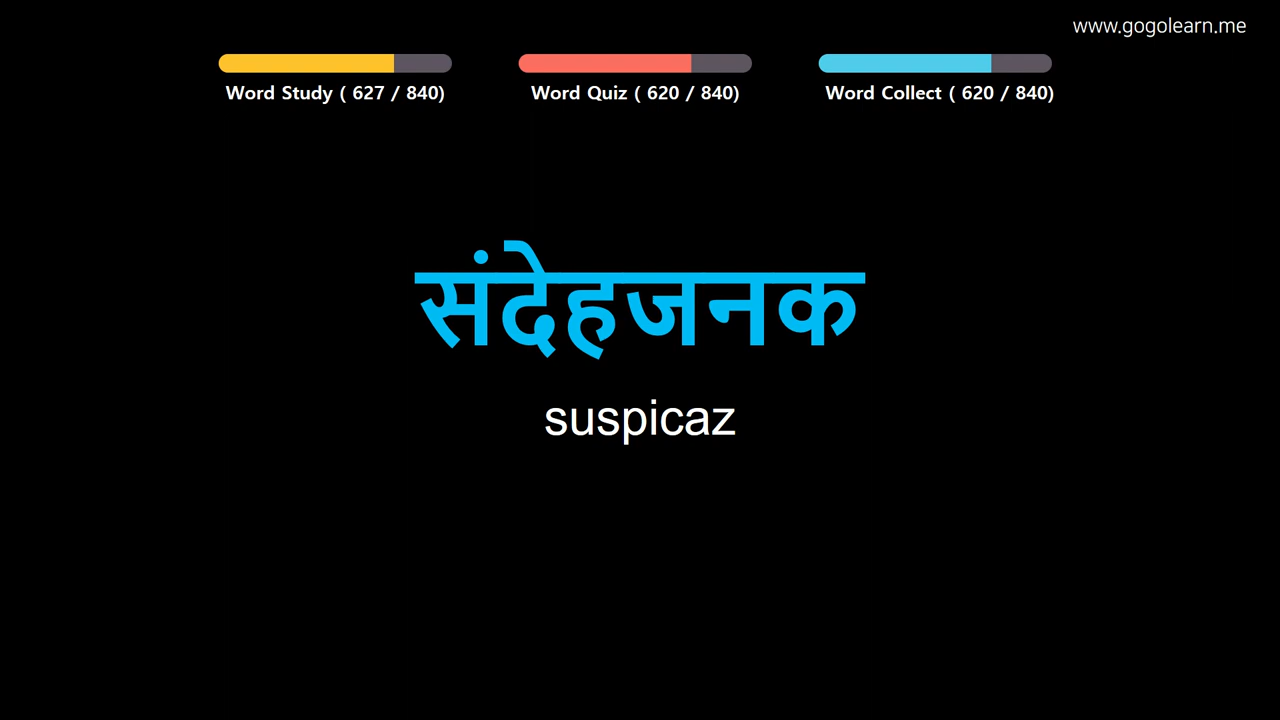 www.gogolearn.me
Word Study ( 627 / 840)
Word Quiz ( 620 / 840)
Word Collect ( 620 / 840)
संदेहजनक
suspicaz